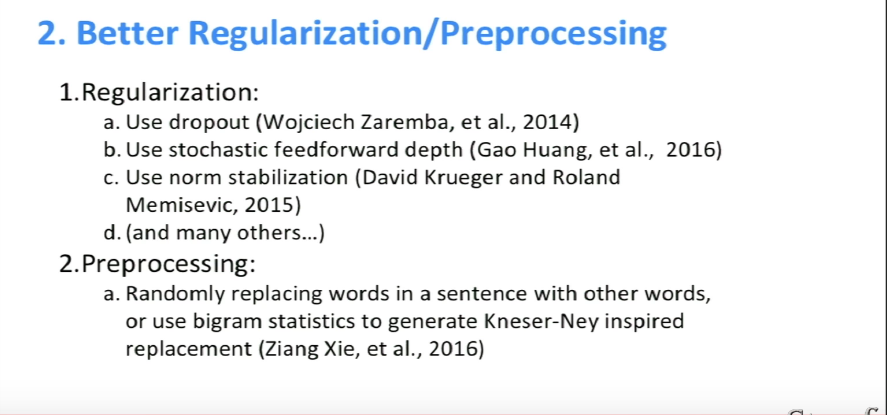 2. Better Regularization/Preprocessing
1.Regularization:
a. Use dropout (Wojciech Zaremba, et al., 2014)
b. Use stochastic feedforward depth (Gao Huang, et al., 2016)
c. Use norm stabilization (David Krueger and Roland
Memisevic, 2015)
d. (and many others...)
2.Preprocessing:
a. Randomly replacing words in a sentence with other words,
or use bigram statistics to generate Kneser-Ney inspired
replacement (Ziang Xie, et al., 2016)